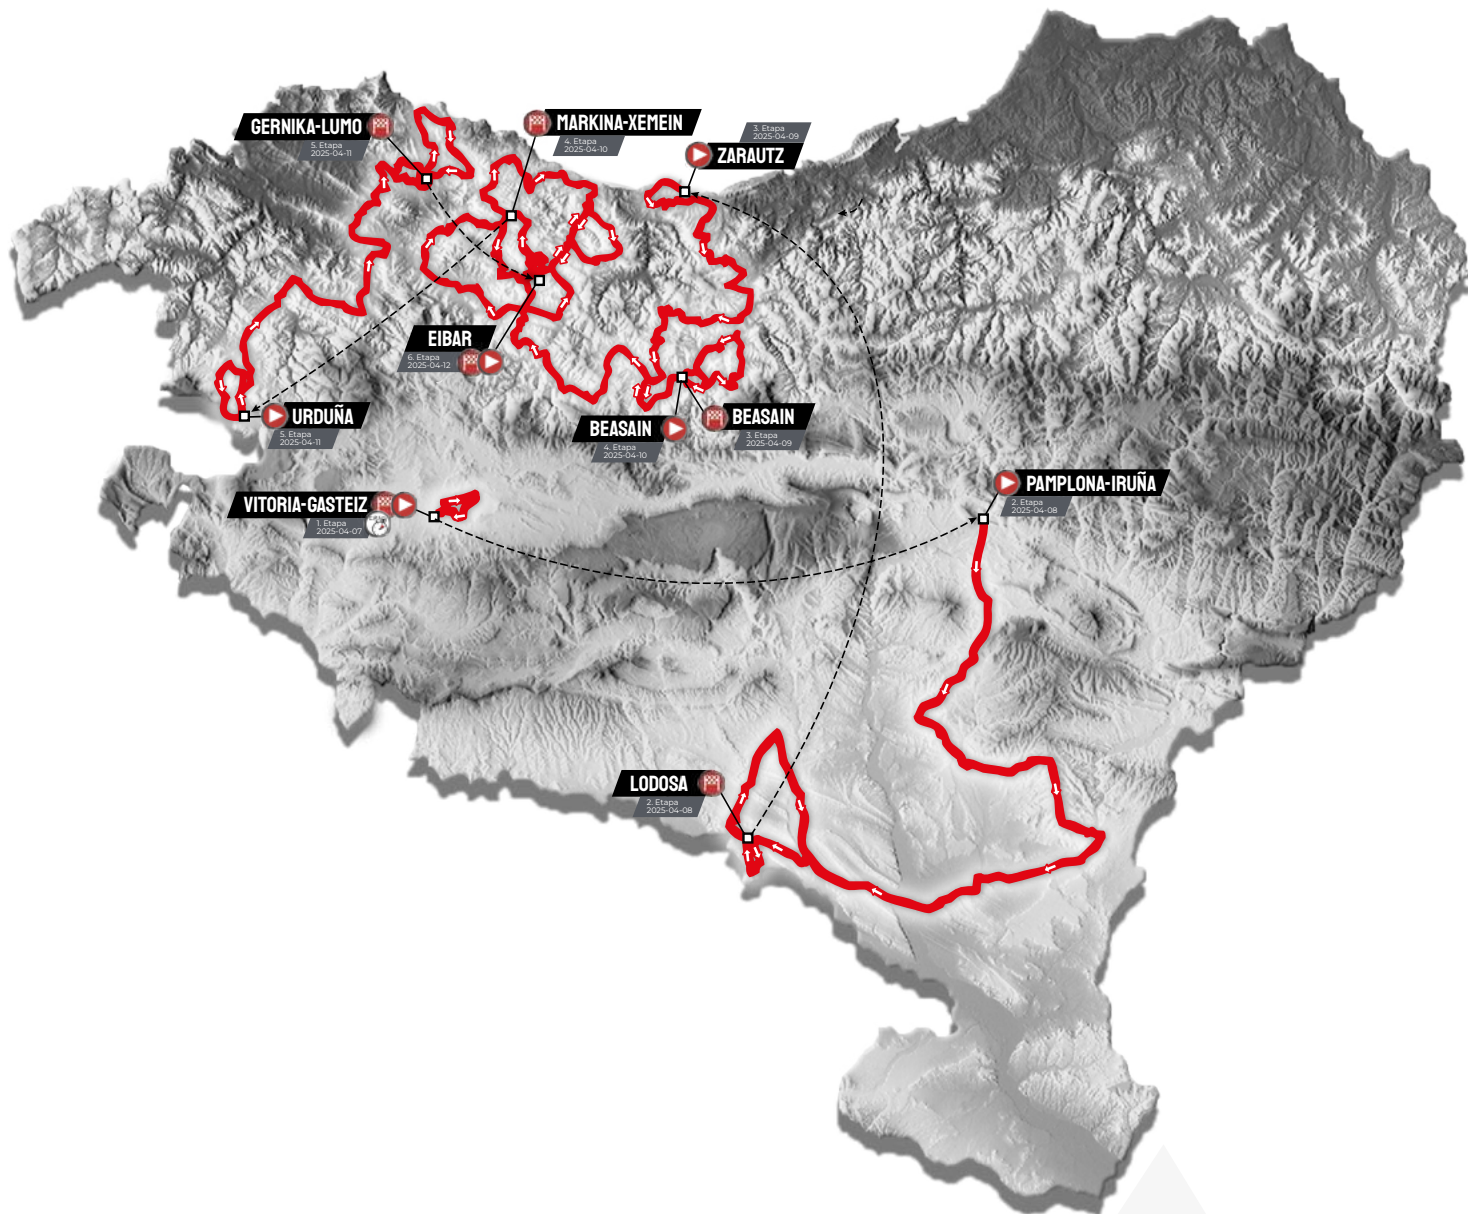 GERNIKA-LUMO
5. Etapa
2025-04-11
MARKINA-XEMEIN
4. Etapa
2025-04-10
3. Etapa
2025-04-09
ZARAUTZ
EIBAR
6. Etapa
2025-04-12
URDUÑA
5. Etapa
2025-04-11
BEASAIN
4. Etapa
2025-04-10
BEASAIN
3. Etapa
2025-04-09
VITORIA-GASTEIZ
1. Etapa
2025-04-07
PAMPLONA-IRUÑA
2. Etapa
2025-04-08
LODOSA
2. Etapa
2025-04-08